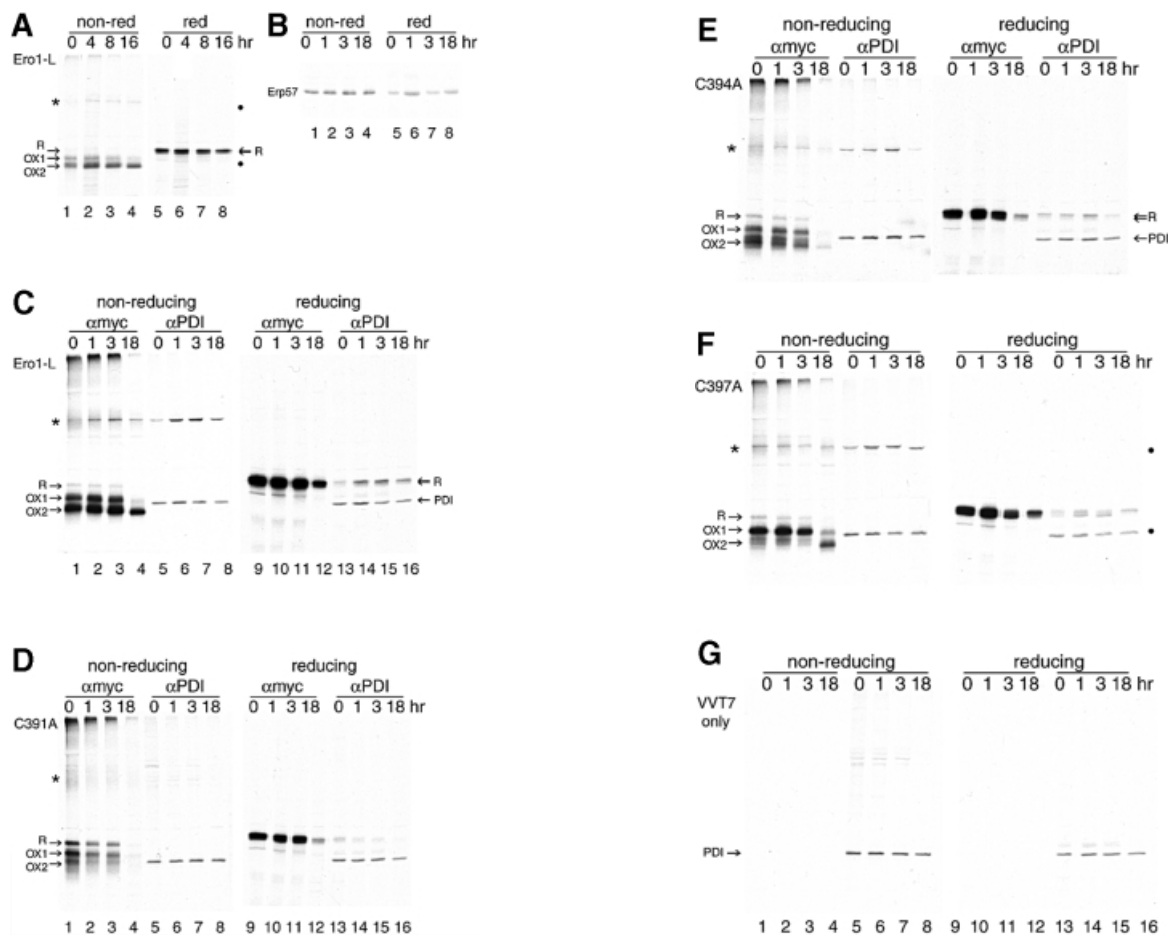 A
non-red red
0 4 8 16 0 4 8 16 hr
Ero1-L
*
R
OX1
OX2
R
1 2 3 4 5 6 7 8
B
non-red red
0 1 3 18 0 1 3 18 hr
Erp57
1 2 3 4 5 6 7 8
C
non-reducing reducing
αmyc αPDI αmyc αPDI
0 1 3 18 0 1 3 18 0 1 3 18 0 1 3 18 hr
Ero1-L
*
R
OX1
OX2
R
PDI
1 2 3 4 5 6 7 8 9 10 11 12 13 14 15 16
D
non-reducing reducing
αmyc αPDI αmyc αPDI
0 1 3 18 0 1 3 18 0 1 3 18 0 1 3 18 hr
C391A
*
R
OX1
OX2
1 2 3 4 5 6 7 8 9 10 11 12 13 14 15 16
E
non-reducing reducing
αmyc αPDI αmyc αPDI
0 1 3 18 0 1 3 18 0 1 3 18 0 1 3 18 hr
C394A
*
R
OX1
OX2
R
PDI
F
non-reducing reducing
0 1 3 18 0 1 3 18 0 1 3 18 0 1 3 18 hr
C397A
*
R
OX1
OX2
G
non-reducing reducing
0 1 3 18 0 1 3 18 0 1 3 18 0 1 3 18 hr
VVT7
only
PDI
1 2 3 4 5 6 7 8 9 10 11 12 13 14 15 16